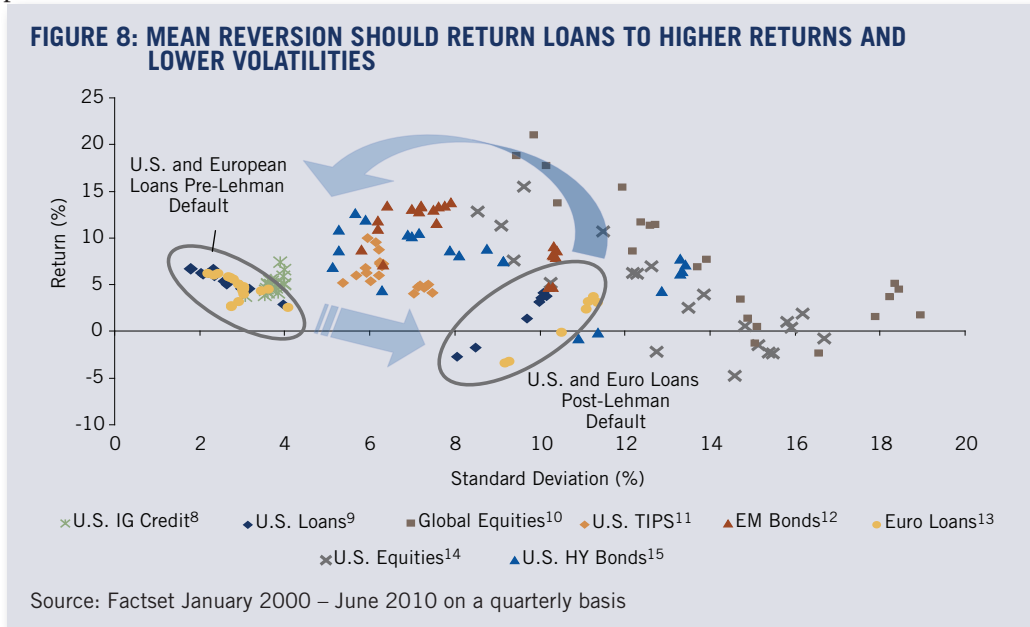 FIGURE 8: MEAN REVERSION SHOULD RETURN LOANS TO HIGHER RETURNS AND
LOWER VOLATILITIES
25
20
15
10
5
0
-5
-10
Return (%)
U.S. and European
Loans Pre-Lehman
Default
U.S. and Euro Loans
Post-Lehman
Default
0 2 4 6 8 10 12 14 16 18 20
Standard Deviation (%)
U.S. IG Credit⁸ U.S. Loans⁹ Global Equities¹⁰ U.S. TIPS¹¹ EM Bonds¹² Euro Loans¹³
U.S. Equities¹⁴ U.S. HY Bonds¹⁵
Source: Factset January 2000 – June 2010 on a quarterly basis